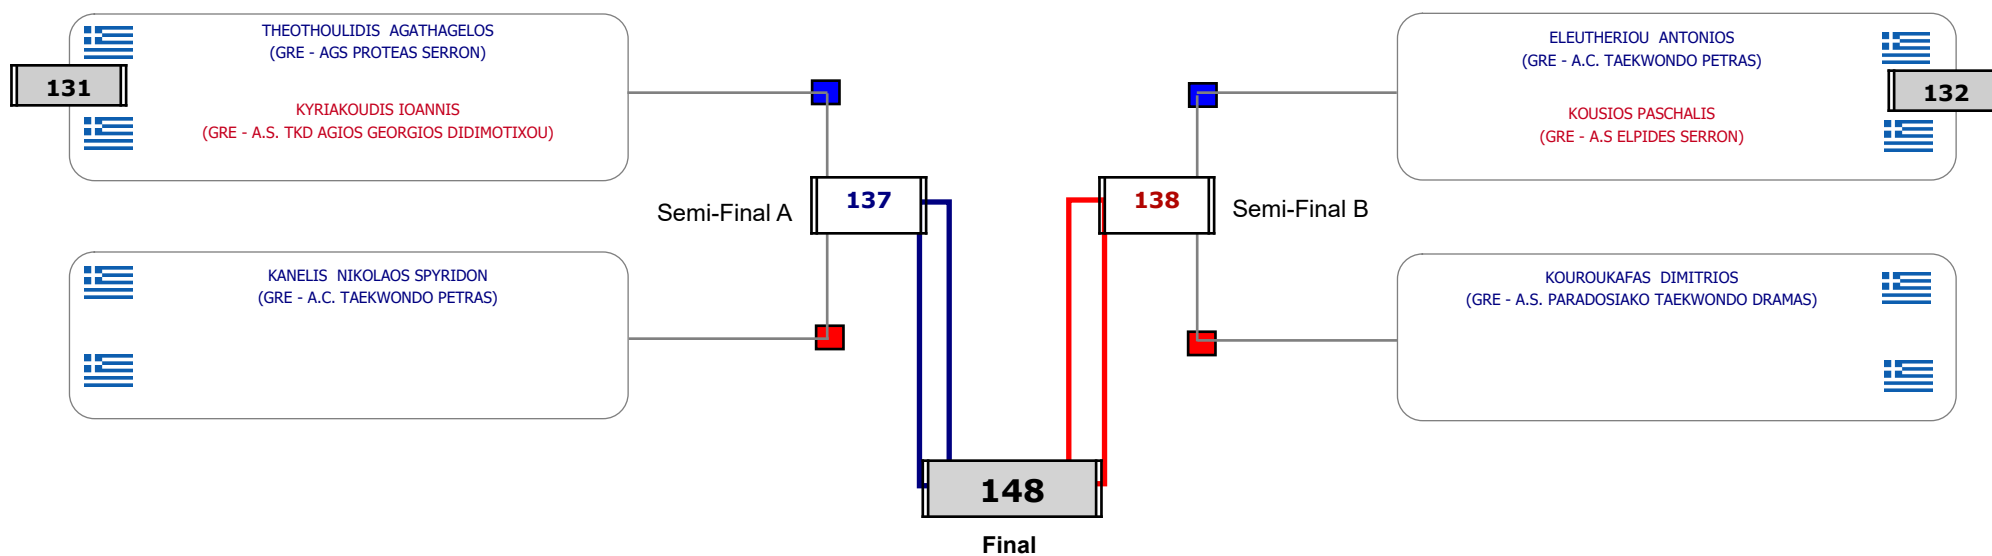 THEOTHOULIDIS AGATHAGELOS
(GRE - AGS PROTEAS SERRON)
131
KYRIAKOUDIS IOANNIS
(GRE - A.S. TKD AGIOS GEORGIOS DIDIMOTIXOU)
ELEUTHERIOU ANTONIOS
(GRE - A.C. TAEKWONDO PETRAS)
132
KOUSIOS PASCHALIS
(GRE - A.S ELPIDES SERRON)
Semi-Final A
137
138
Semi-Final B
KANELIS NIKOLAOS SPYRIDON
(GRE - A.C. TAEKWONDO PETRAS)
KOUROUKAFAS DIMITRIOS
(GRE - A.S. PARADOSIAKO TAEKWONDO DRAMAS)
148
Final